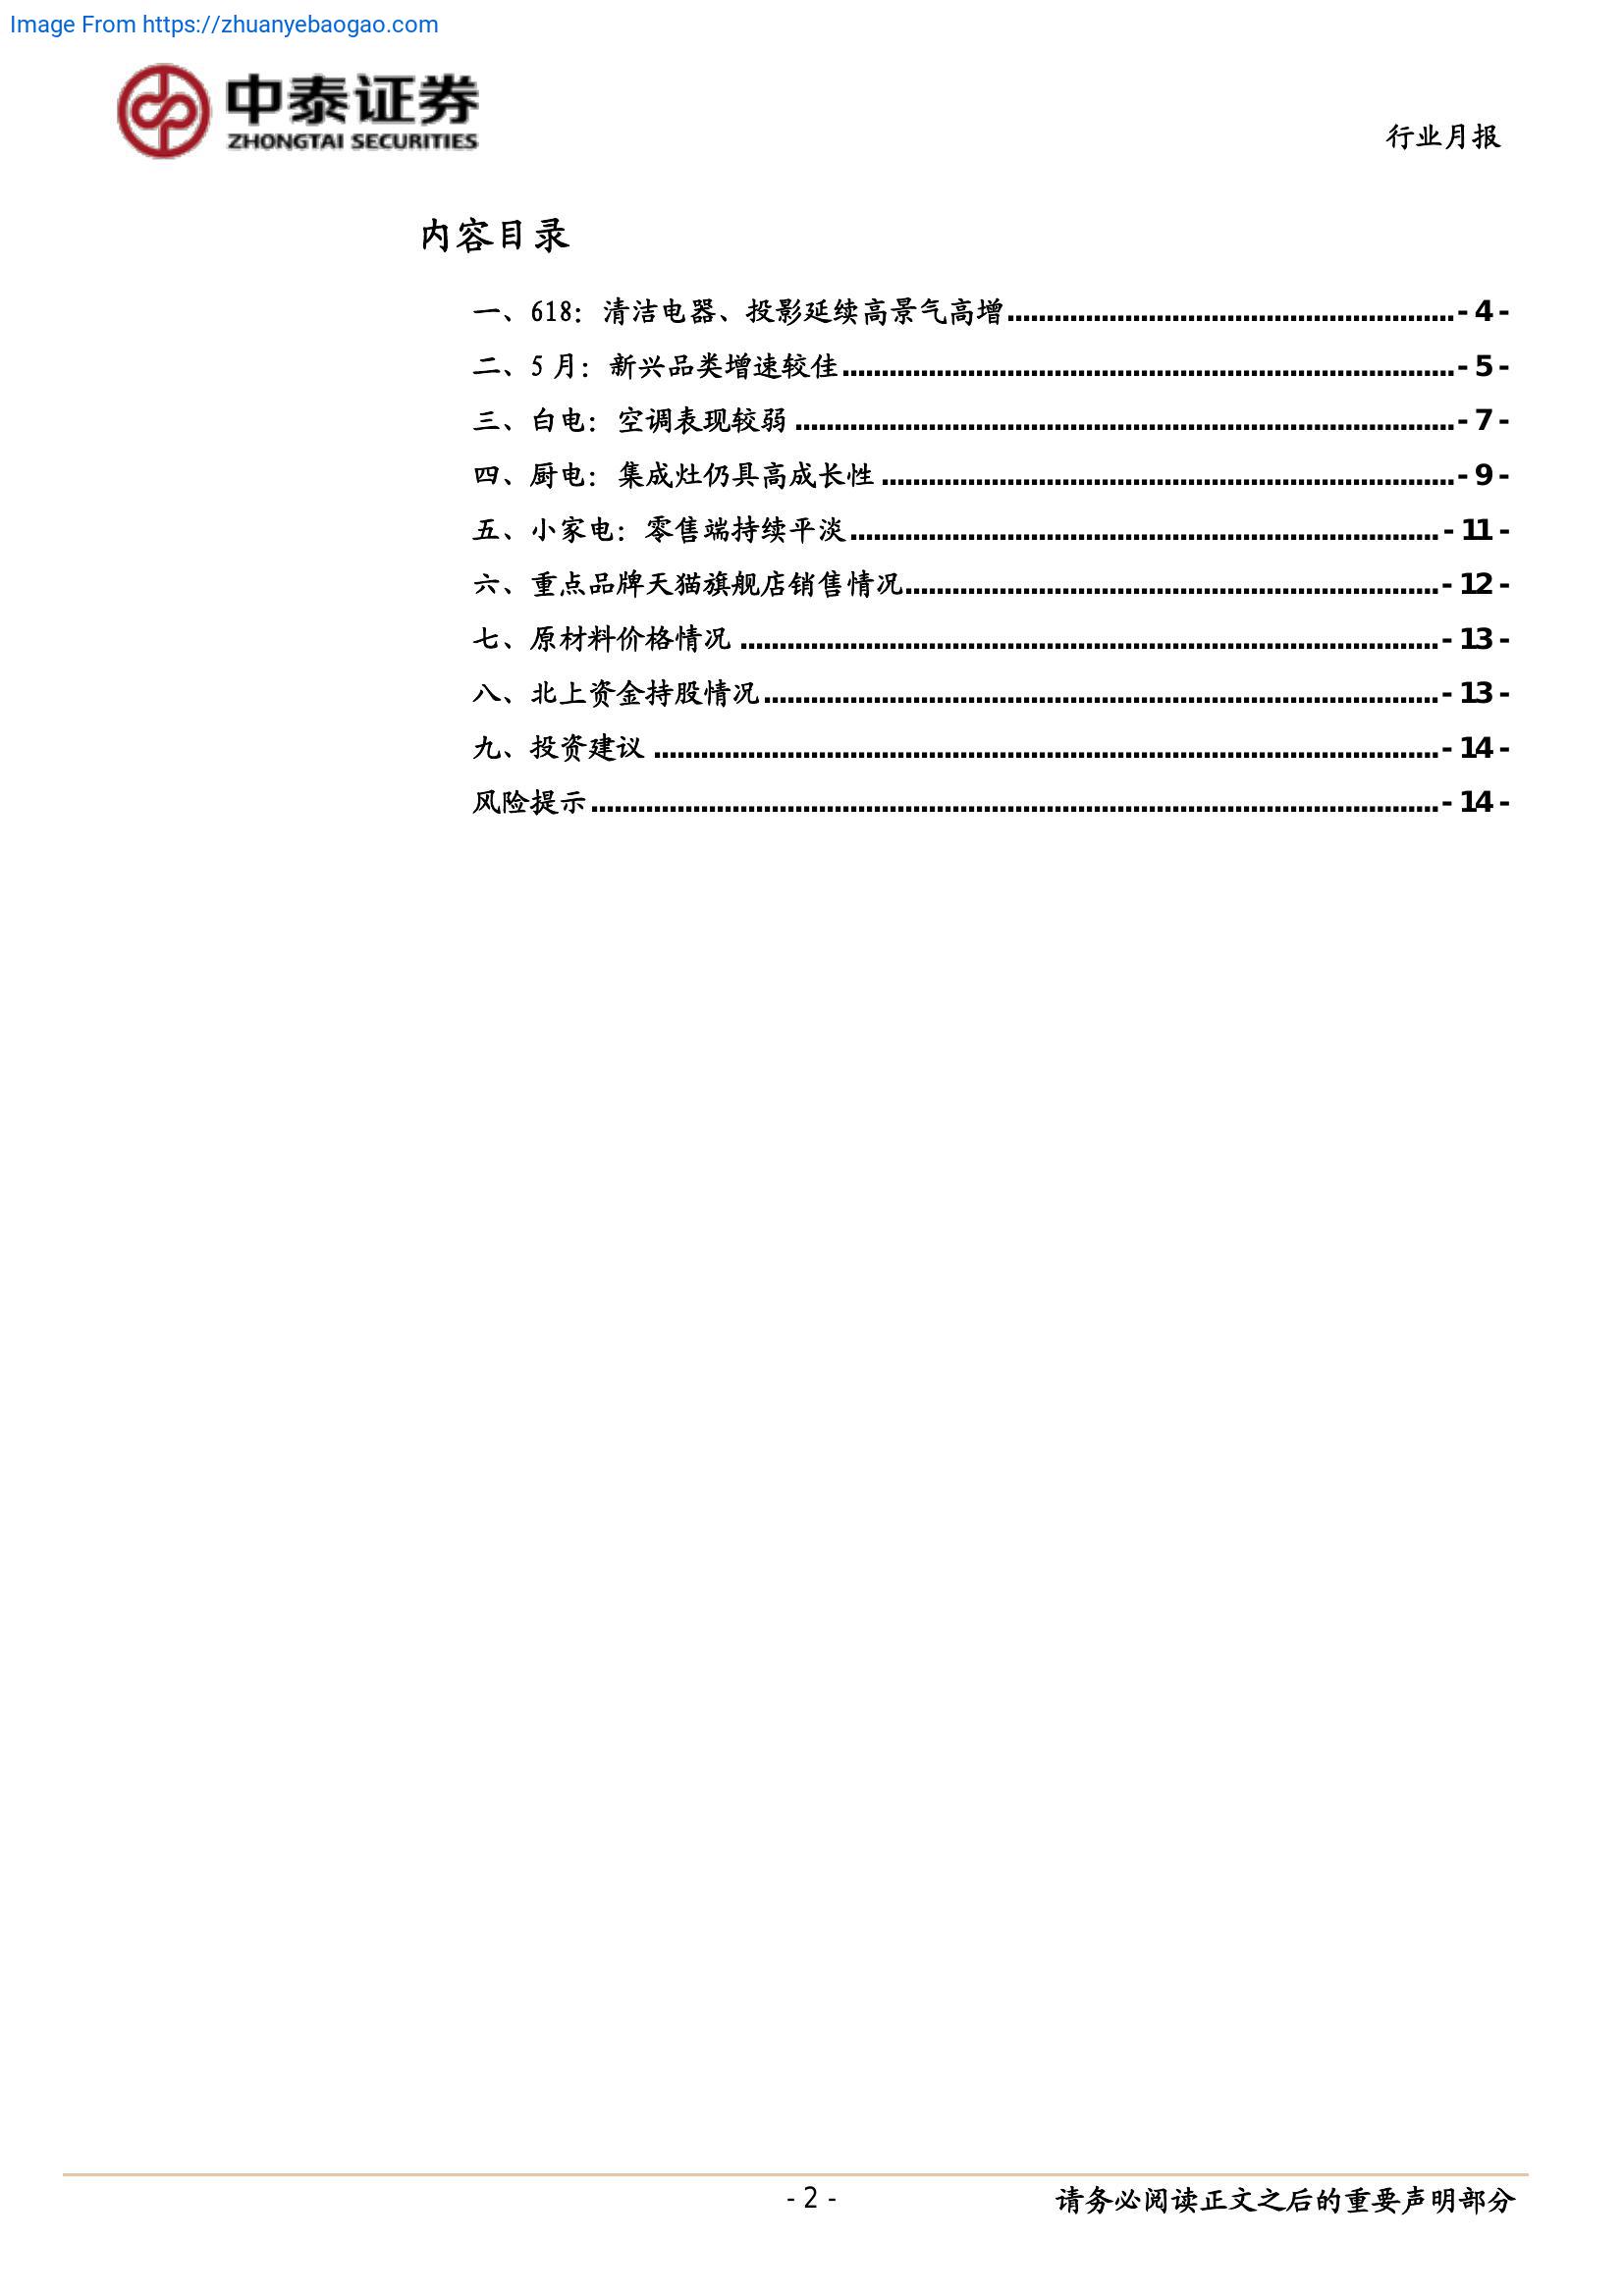 Image From https://zhuanyebaogao.com
中泰证券
ZHONGTAI SECURITIES
行业月报
内容目录
一、618：清洁电器、投影延续高景气高增........................................................- 4 -
二、5 月：新兴品类增速较佳.............................................................................- 5 -
三、白电：空调表现较弱 ...................................................................................- 7 -
四、厨电：集成灶仍具高成长性 ........................................................................- 9 -
五、小家电：零售端持续平淡..........................................................................- 11 -
六、重点品牌天猫旗舰店销售情况...................................................................- 12 -
七、原材料价格情况 ........................................................................................- 13 -
八、北上资金持股情况.....................................................................................- 13 -
九、投资建议 ...................................................................................................- 14 -
风险提示...........................................................................................................- 14 -
- 2 -
请务必阅读正文之后的重要声明部分